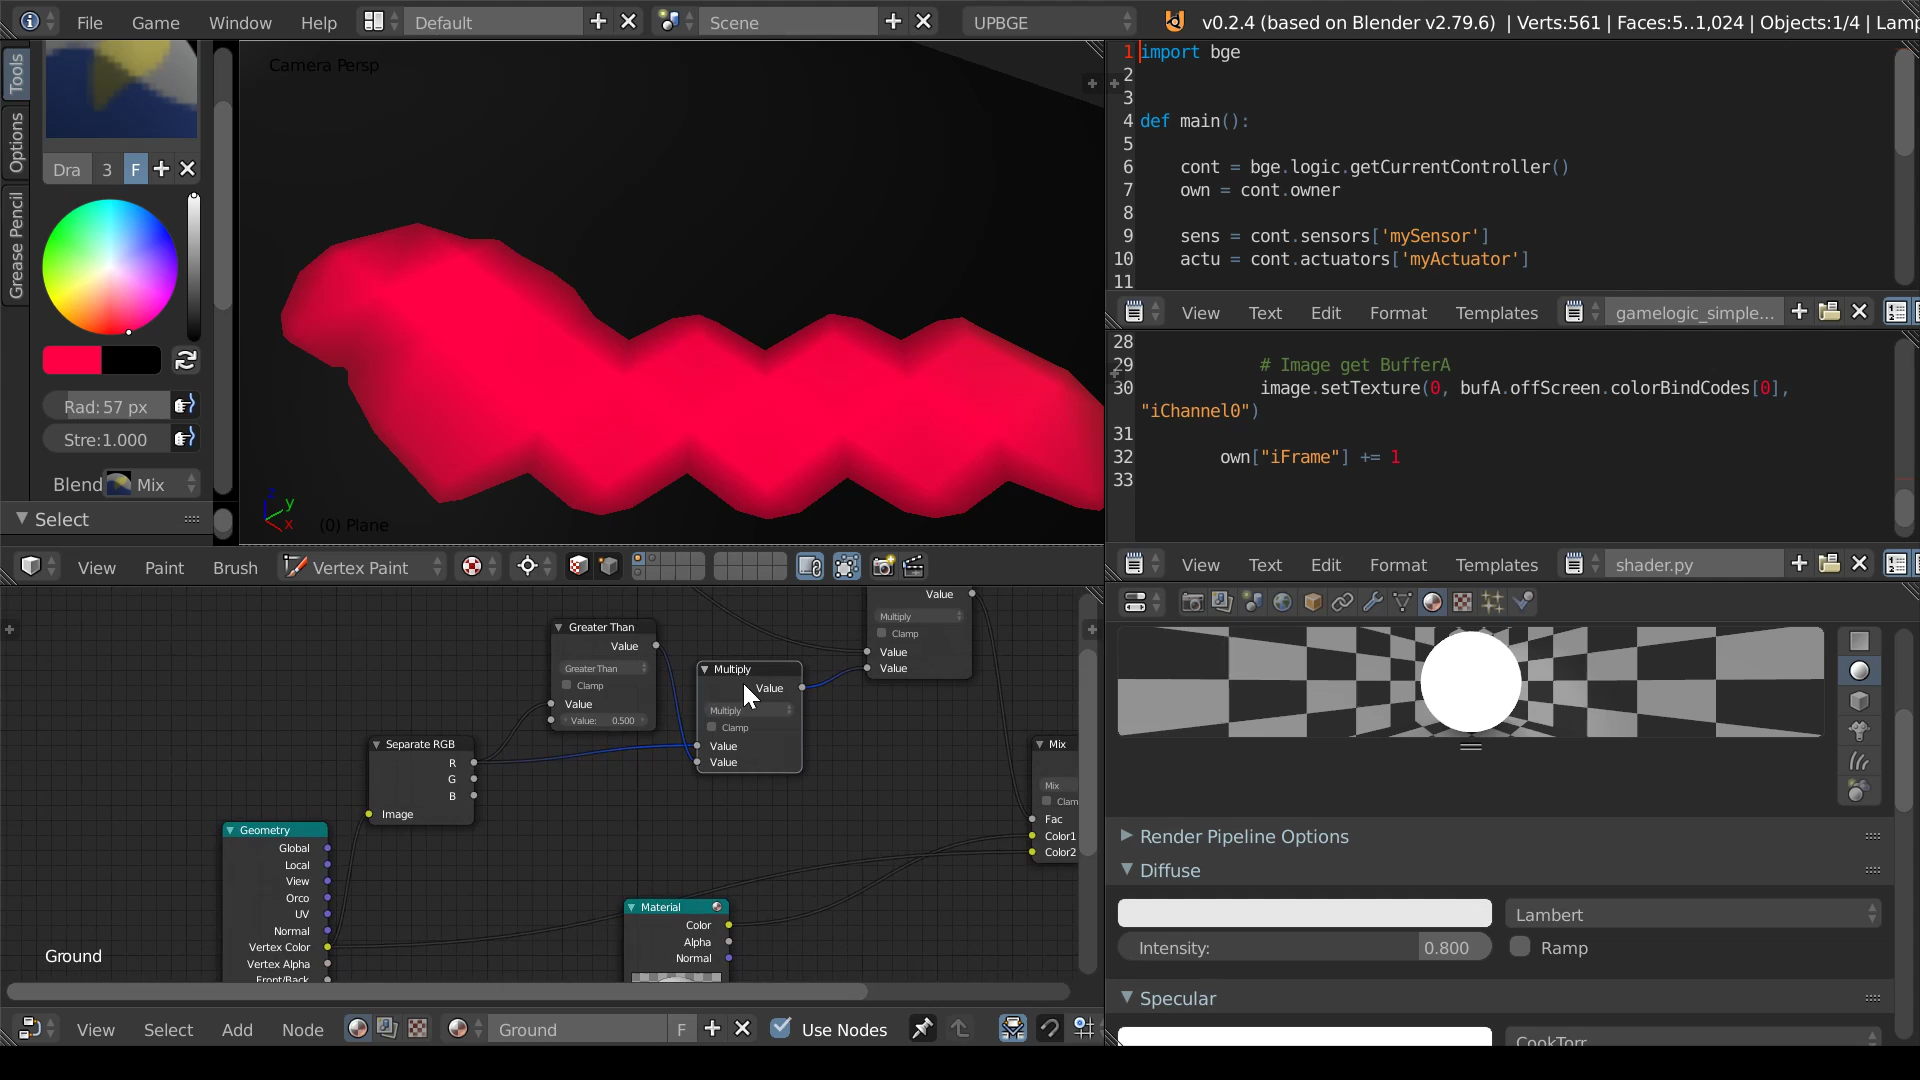 File Game Window Help Default Scene UPBGE v0.2.4 (based on Blender v2.79.6) | Verts:561 | Faces:5..1,024 | Objects:1/4 | Lamp
Tools
Options
Grease Pencil
Dra 3 F
Rad: 57 px
Stre:1.000
Blend Mix
Select
Camera Persp
z
y
x
(0) Plane
View Paint Brush Vertex Paint
1 import bge
2
3
4 def main():
5
6 cont = bge.logic.getCurrentController()
7 own = cont.owner
8
9 sens = cont.sensors['mySensor']
10 actu = cont.actuators['myActuator']
11
View Text Edit Format Templates gamelogic_simple...
28
29 # Image get BufferA
30 image.setTexture(0, bufA.offScreen.colorBindCodes[0],
"iChannel0")
31
32 own["iFrame"] += 1
33
View Text Edit Format Templates shader.py
Greater Than
Value
Greater Than
Clamp
Value
Value: 0.500
Multiply
Value
Multiply
Clamp
Value
Value
Value
Multiply
Clamp
Value
Value
Separate RGB
R
G
B
Image
Geometry
Global
Local
View
Orco
UV
Normal
Vertex Color
Vertex Alpha
Front/Back
Material
Color
Alpha
Normal
Mix
Mix
Clam
Fac
Color1
Color2
Ground
View Select Add Node Ground F Use Nodes
Render Pipeline Options
Diffuse
Lambert
Intensity: 0.800 Ramp
Specular
CookTorr